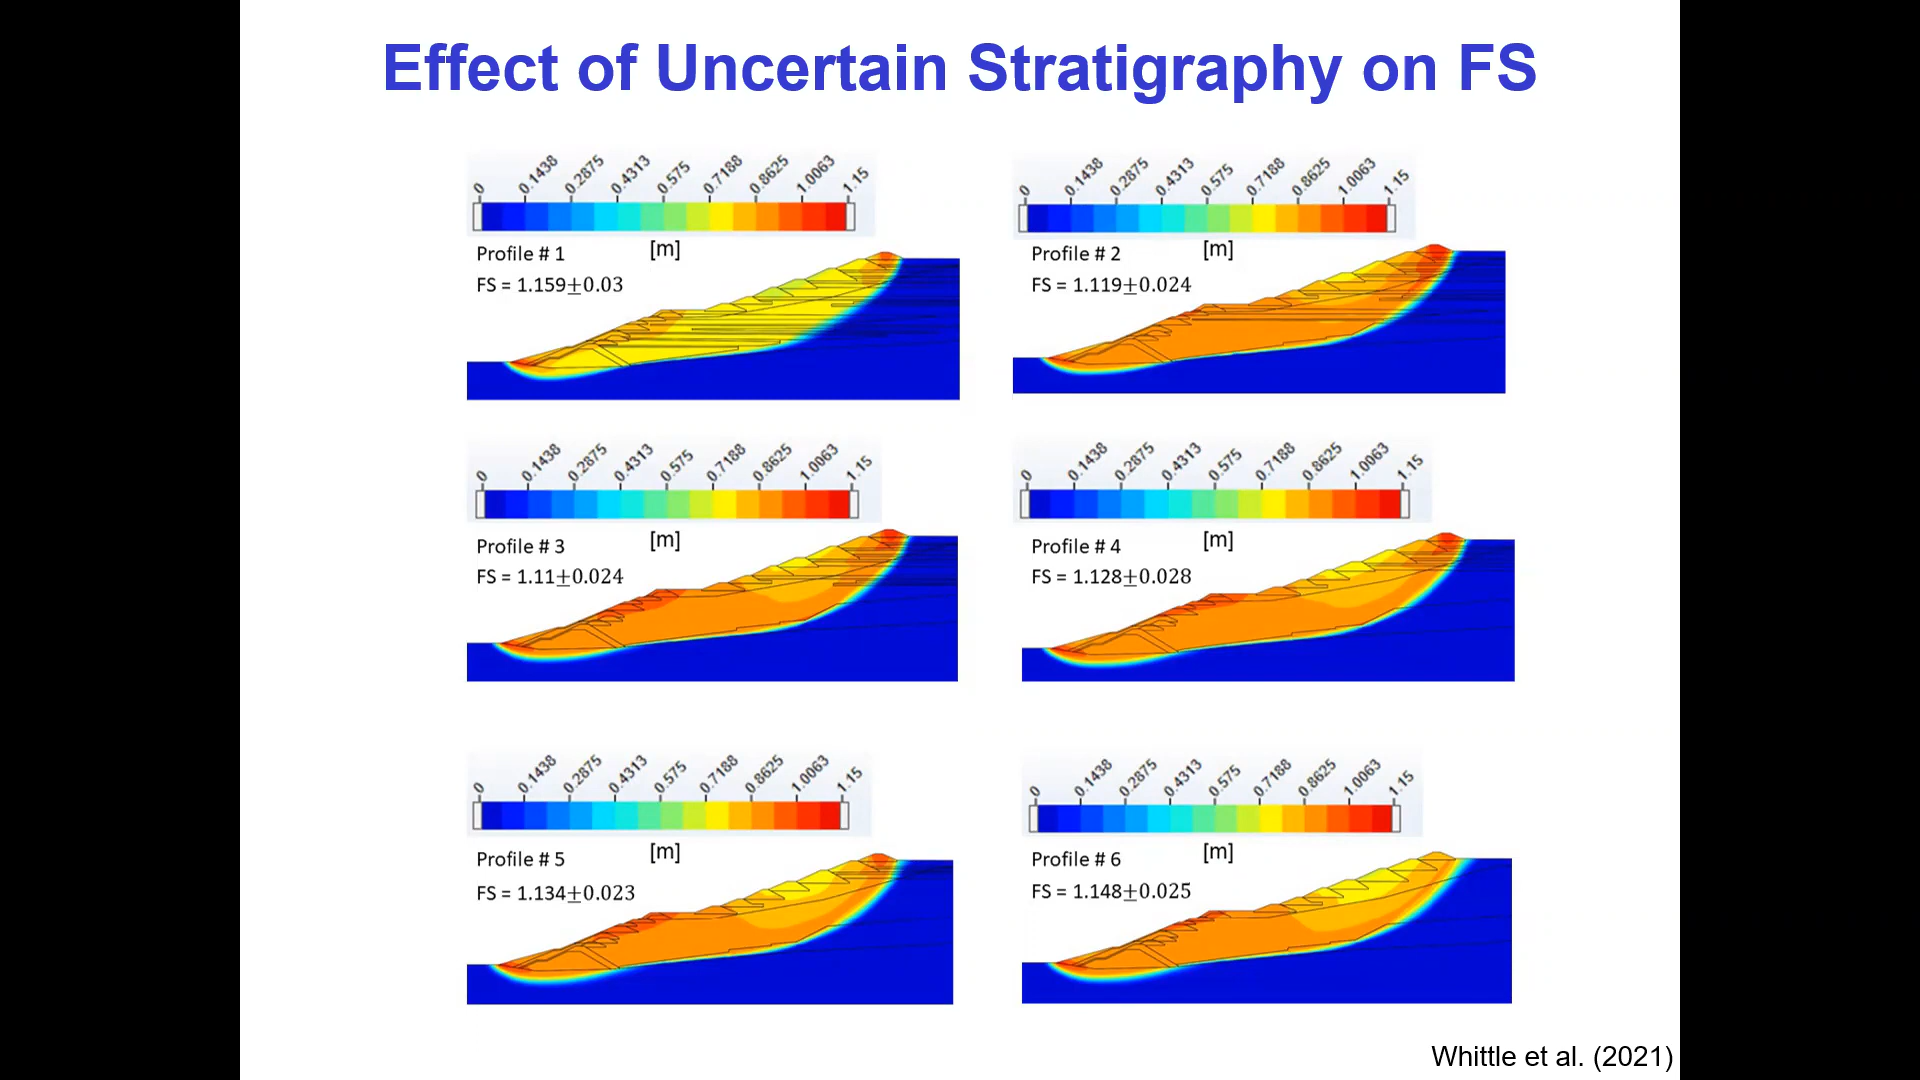 Effect of Uncertain Stratigraphy on FS
0 0.1438 0.2875 0.4313 0.575 0.7188 0.8625 1.0063 1.15
[m]
Profile # 1
FS = 1.159±0.03
0 0.1438 0.2875 0.4313 0.575 0.7188 0.8625 1.0063 1.15
[m]
Profile # 2
FS = 1.119±0.024
0 0.1438 0.2875 0.4313 0.575 0.7188 0.8625 1.0063 1.15
[m]
Profile # 3
FS = 1.11±0.024
0 0.1438 0.2875 0.4313 0.575 0.7188 0.8625 1.0063 1.15
[m]
Profile # 4
FS = 1.128±0.028
0 0.1438 0.2875 0.4313 0.575 0.7188 0.8625 1.0063 1.15
[m]
Profile # 5
FS = 1.134±0.023
0 0.1438 0.2875 0.4313 0.575 0.7188 0.8625 1.0063 1.15
[m]
Profile # 6
FS = 1.148±0.025
Whittle et al. (2021)